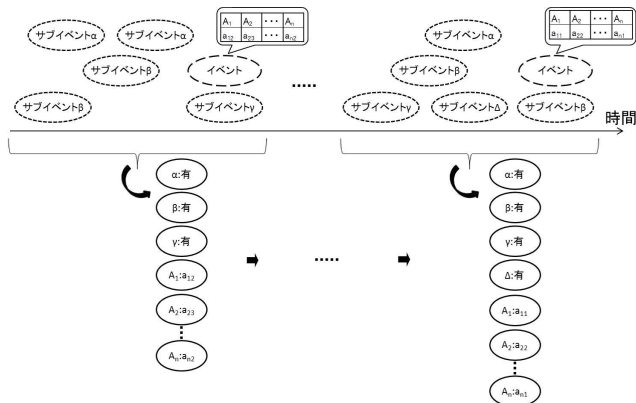 A₁ A₂ ・・・ Aₙ
a₁₂ a₂₃ ・・・ aₙ₂
サブイベントα サブイベントα
サブイベントβ イベント
サブイベントβ サブイベントγ
・・・・・
A₁ A₂ ・・・ Aₙ
a₁₁ a₂₂ ・・・ aₙ₁
サブイベントα
サブイベントβ イベント
サブイベントγ サブイベントΔ サブイベントβ
時間
α:有
β:有
γ:有
A₁:a₁₂
A₂:a₂₃
Aₙ:aₙ₂
・・・・・
α:有
β:有
γ:有
Δ:有
A₁:a₁₁
A₂:a₂₂
Aₙ:aₙ₁